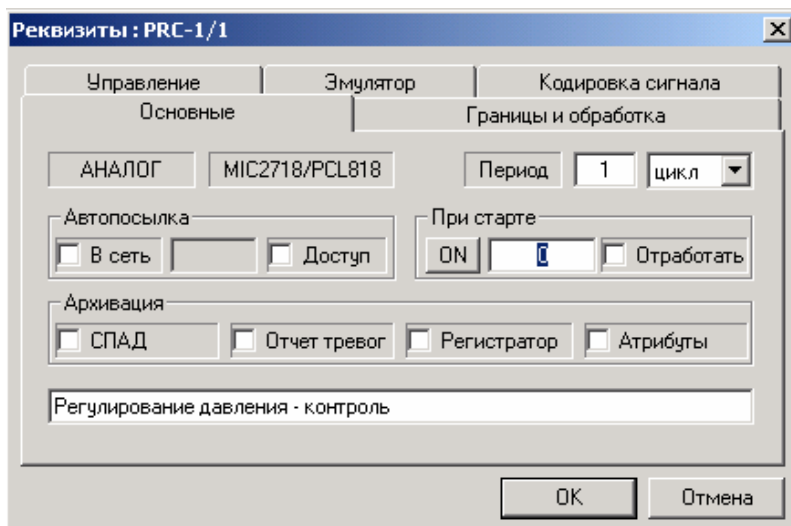 Реквизиты : PRC-1/1
Управление Эмулятор Кодировка сигнала
Основные Границы и обработка
АНАЛОГ MIC2718/PCL818 Период 1 цикл
Автопосылка При старте
В сеть Доступ ON 0 Отработать
Архивация
СПАД Отчет тревог Регистратор Атрибуты
Регулирование давления - контроль
OK Отмена